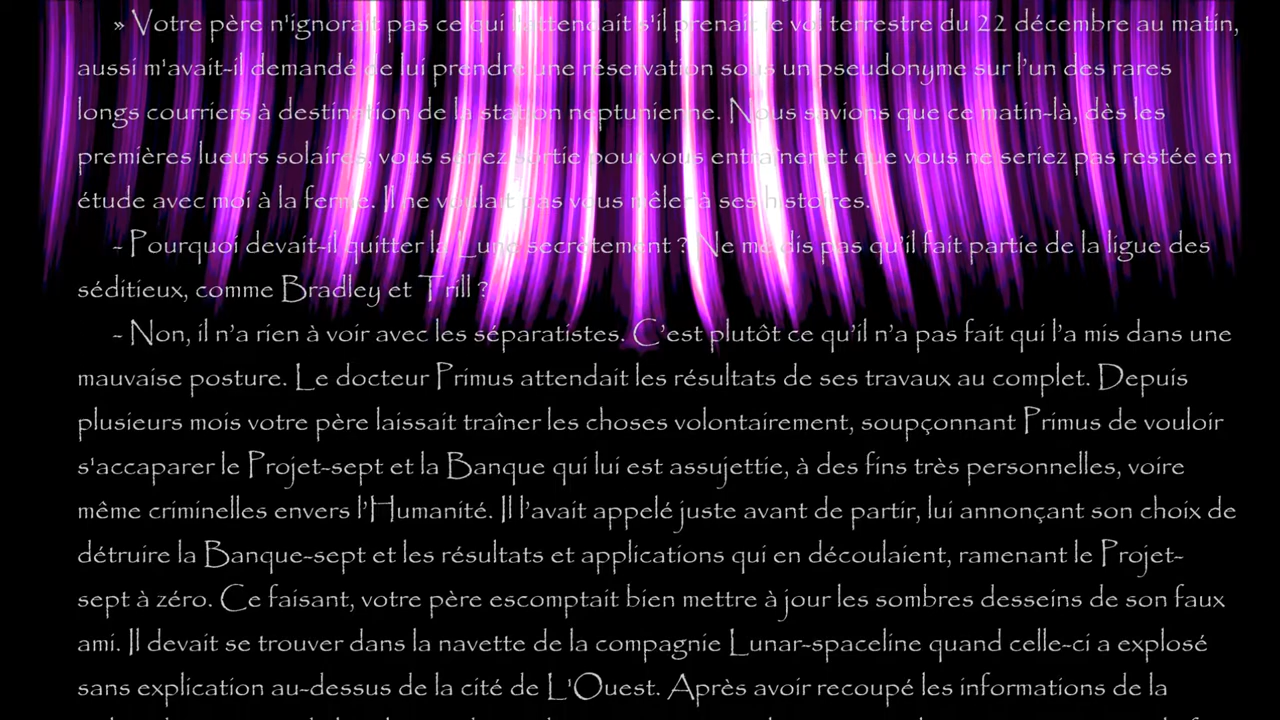 » Votre père n'ignorait pas ce qui l'attendait s'il prenait le vol terrestre du 22 décembre au matin,
aussi m'avait-il demandé de lui prendre une réservation sous un pseudonyme sur l’un des rares
longs courriers à destination de la station neptunienne. Nous savions que ce matin-là, dès les
premières lueurs solaires, vous seriez sortie pour vous entraîner et que vous ne seriez pas restée en
étude avec moi à la ferme. Il ne voulait pas vous mêler à ses histoires.
- Pourquoi devait-il quitter la Lune secrètement ? Ne me dis pas qu’il fait partie de la ligue des
séditieux, comme Bradley et Trill ?
- Non, il n’a rien à voir avec les séparatistes. C’est plutôt ce qu’il n’a pas fait qui l’a mis dans une
mauvaise posture. Le docteur Primus attendait les résultats de ses travaux au complet. Depuis
plusieurs mois votre père laissait traîner les choses volontairement, soupçonnant Primus de vouloir
s'accaparer le Projet-sept et la Banque qui lui est assujettie, à des fins très personnelles, voire
même criminelles envers l’Humanité. Il l’avait appelé juste avant de partir, lui annonçant son choix de
détruire la Banque-sept et les résultats et applications qui en découlaient, ramenant le Projet-
sept à zéro. Ce faisant, votre père escomptait bien mettre à jour les sombres desseins de son faux
ami. Il devait se trouver dans la navette de la compagnie Lunar-spaceline quand celle-ci a explosé
sans explication au-dessus de la cité de L'Ouest. Après avoir recoupé les informations de la